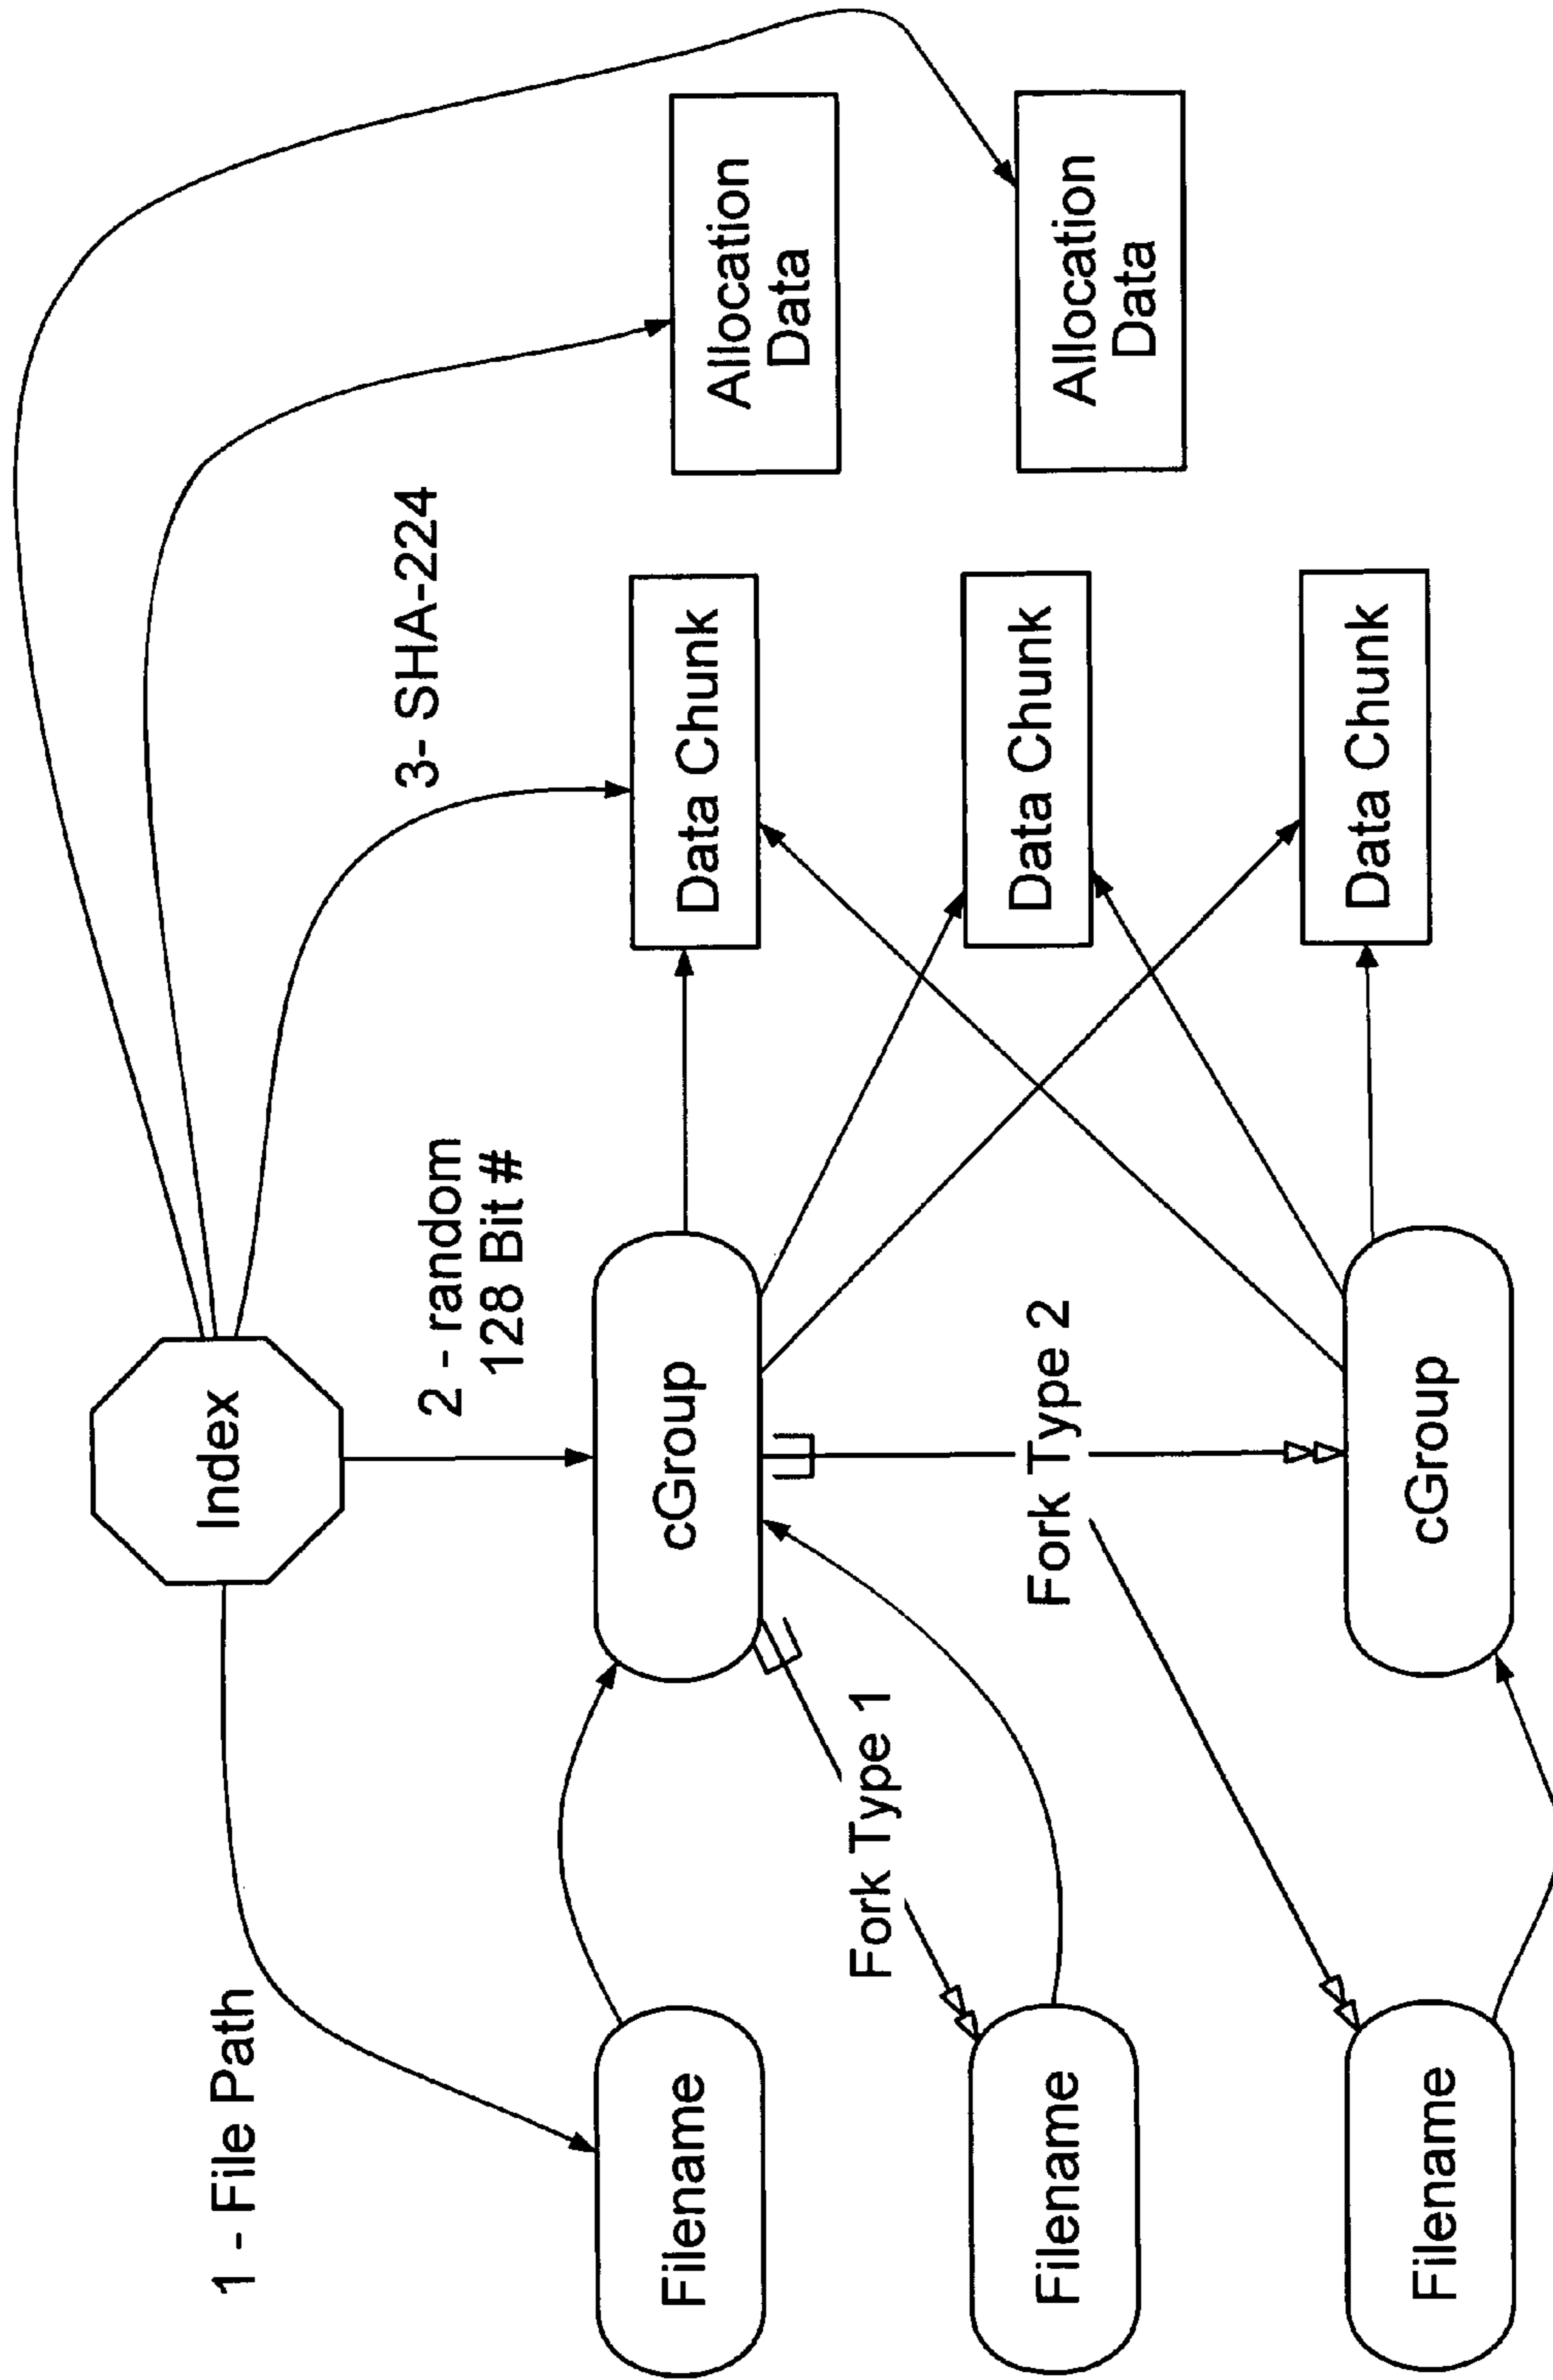 Index
1 - File Path
2 - random
128 Bit #
3- SHA-224
Filename
cGroup
Data Chunk
Allocation
Data
Fork Type 1
Filename
Fork Type 2
Data Chunk
Allocation
Data
Filename
cGroup
Data Chunk